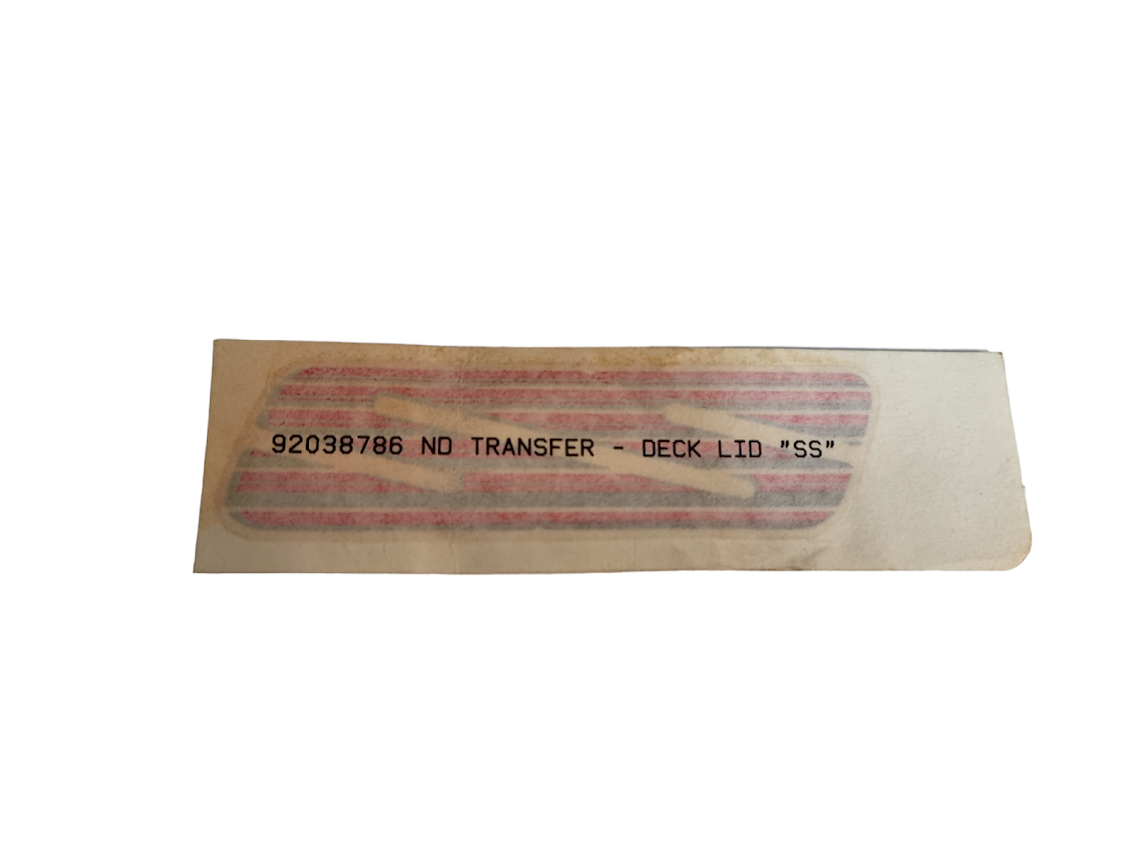 92038786 ND TRANSFER - DECK LID "SS"